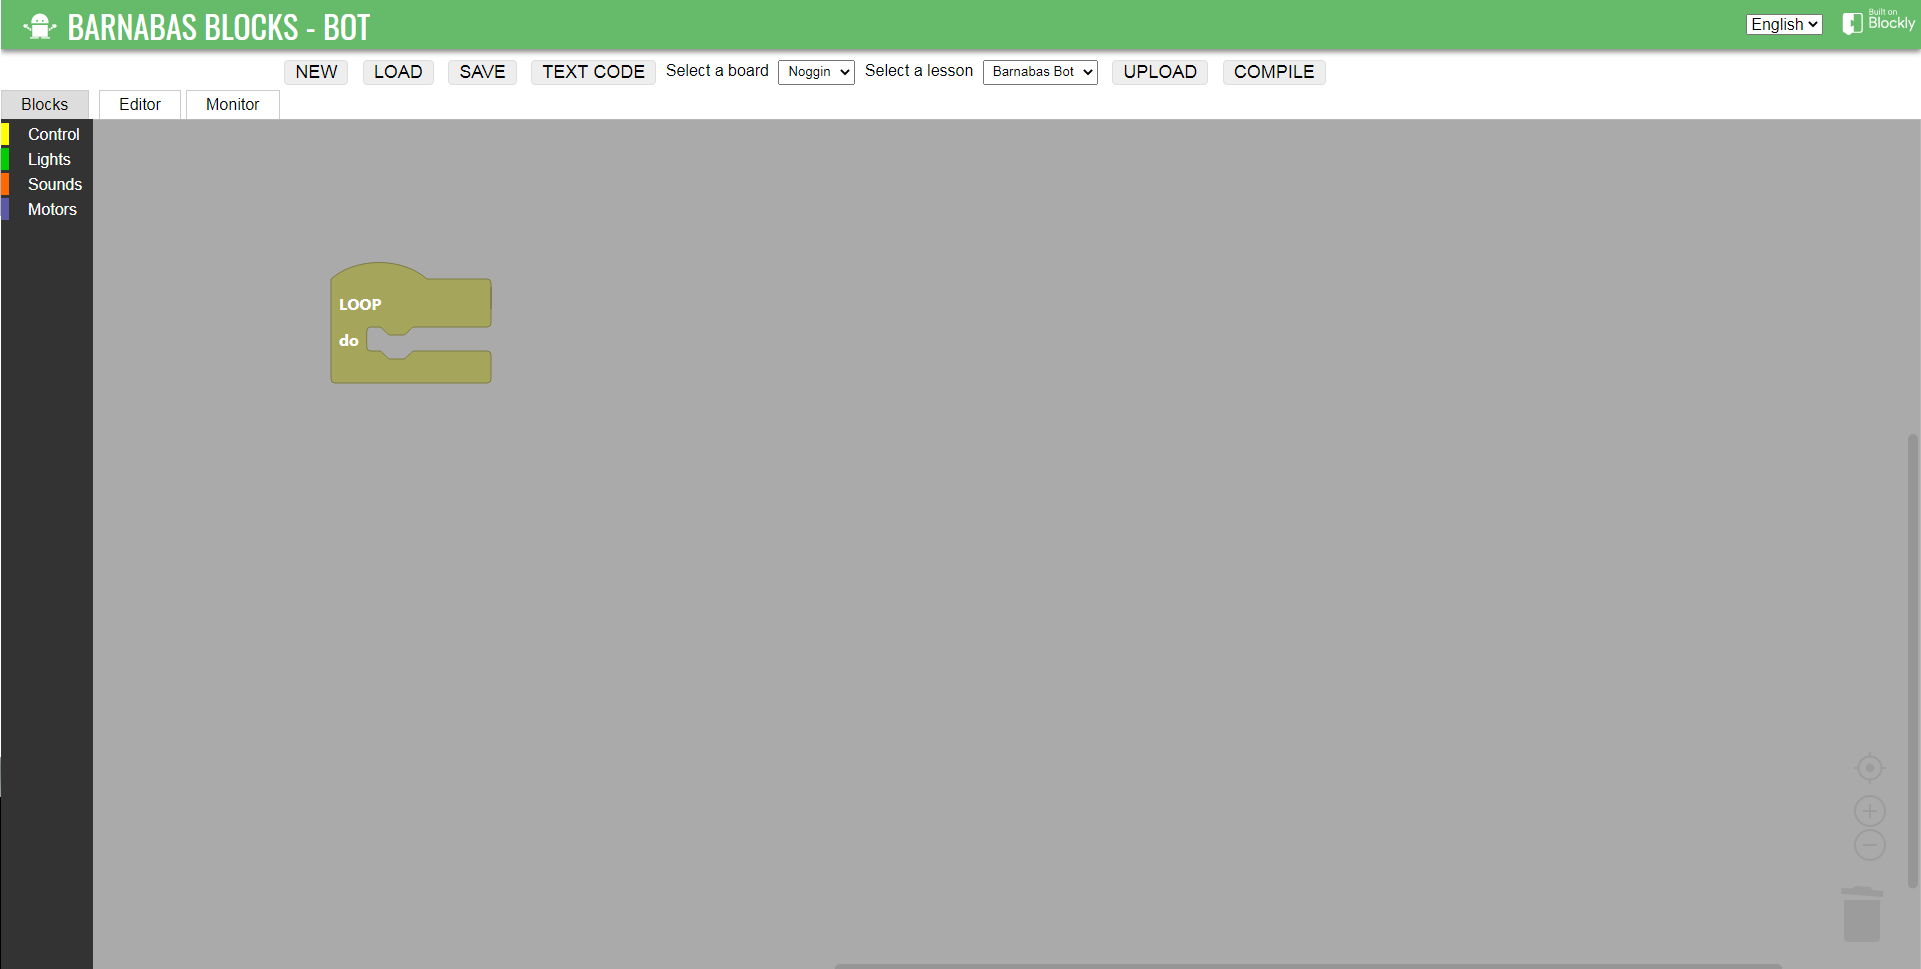 BARNABAS BLOCKS - BOT
English
Built on
Blockly
NEW LOAD SAVE TEXT CODE Select a board Noggin Select a lesson Barnabas Bot UPLOAD COMPILE
Blocks Editor Monitor
Control
Lights
Sounds
Motors
LOOP
do